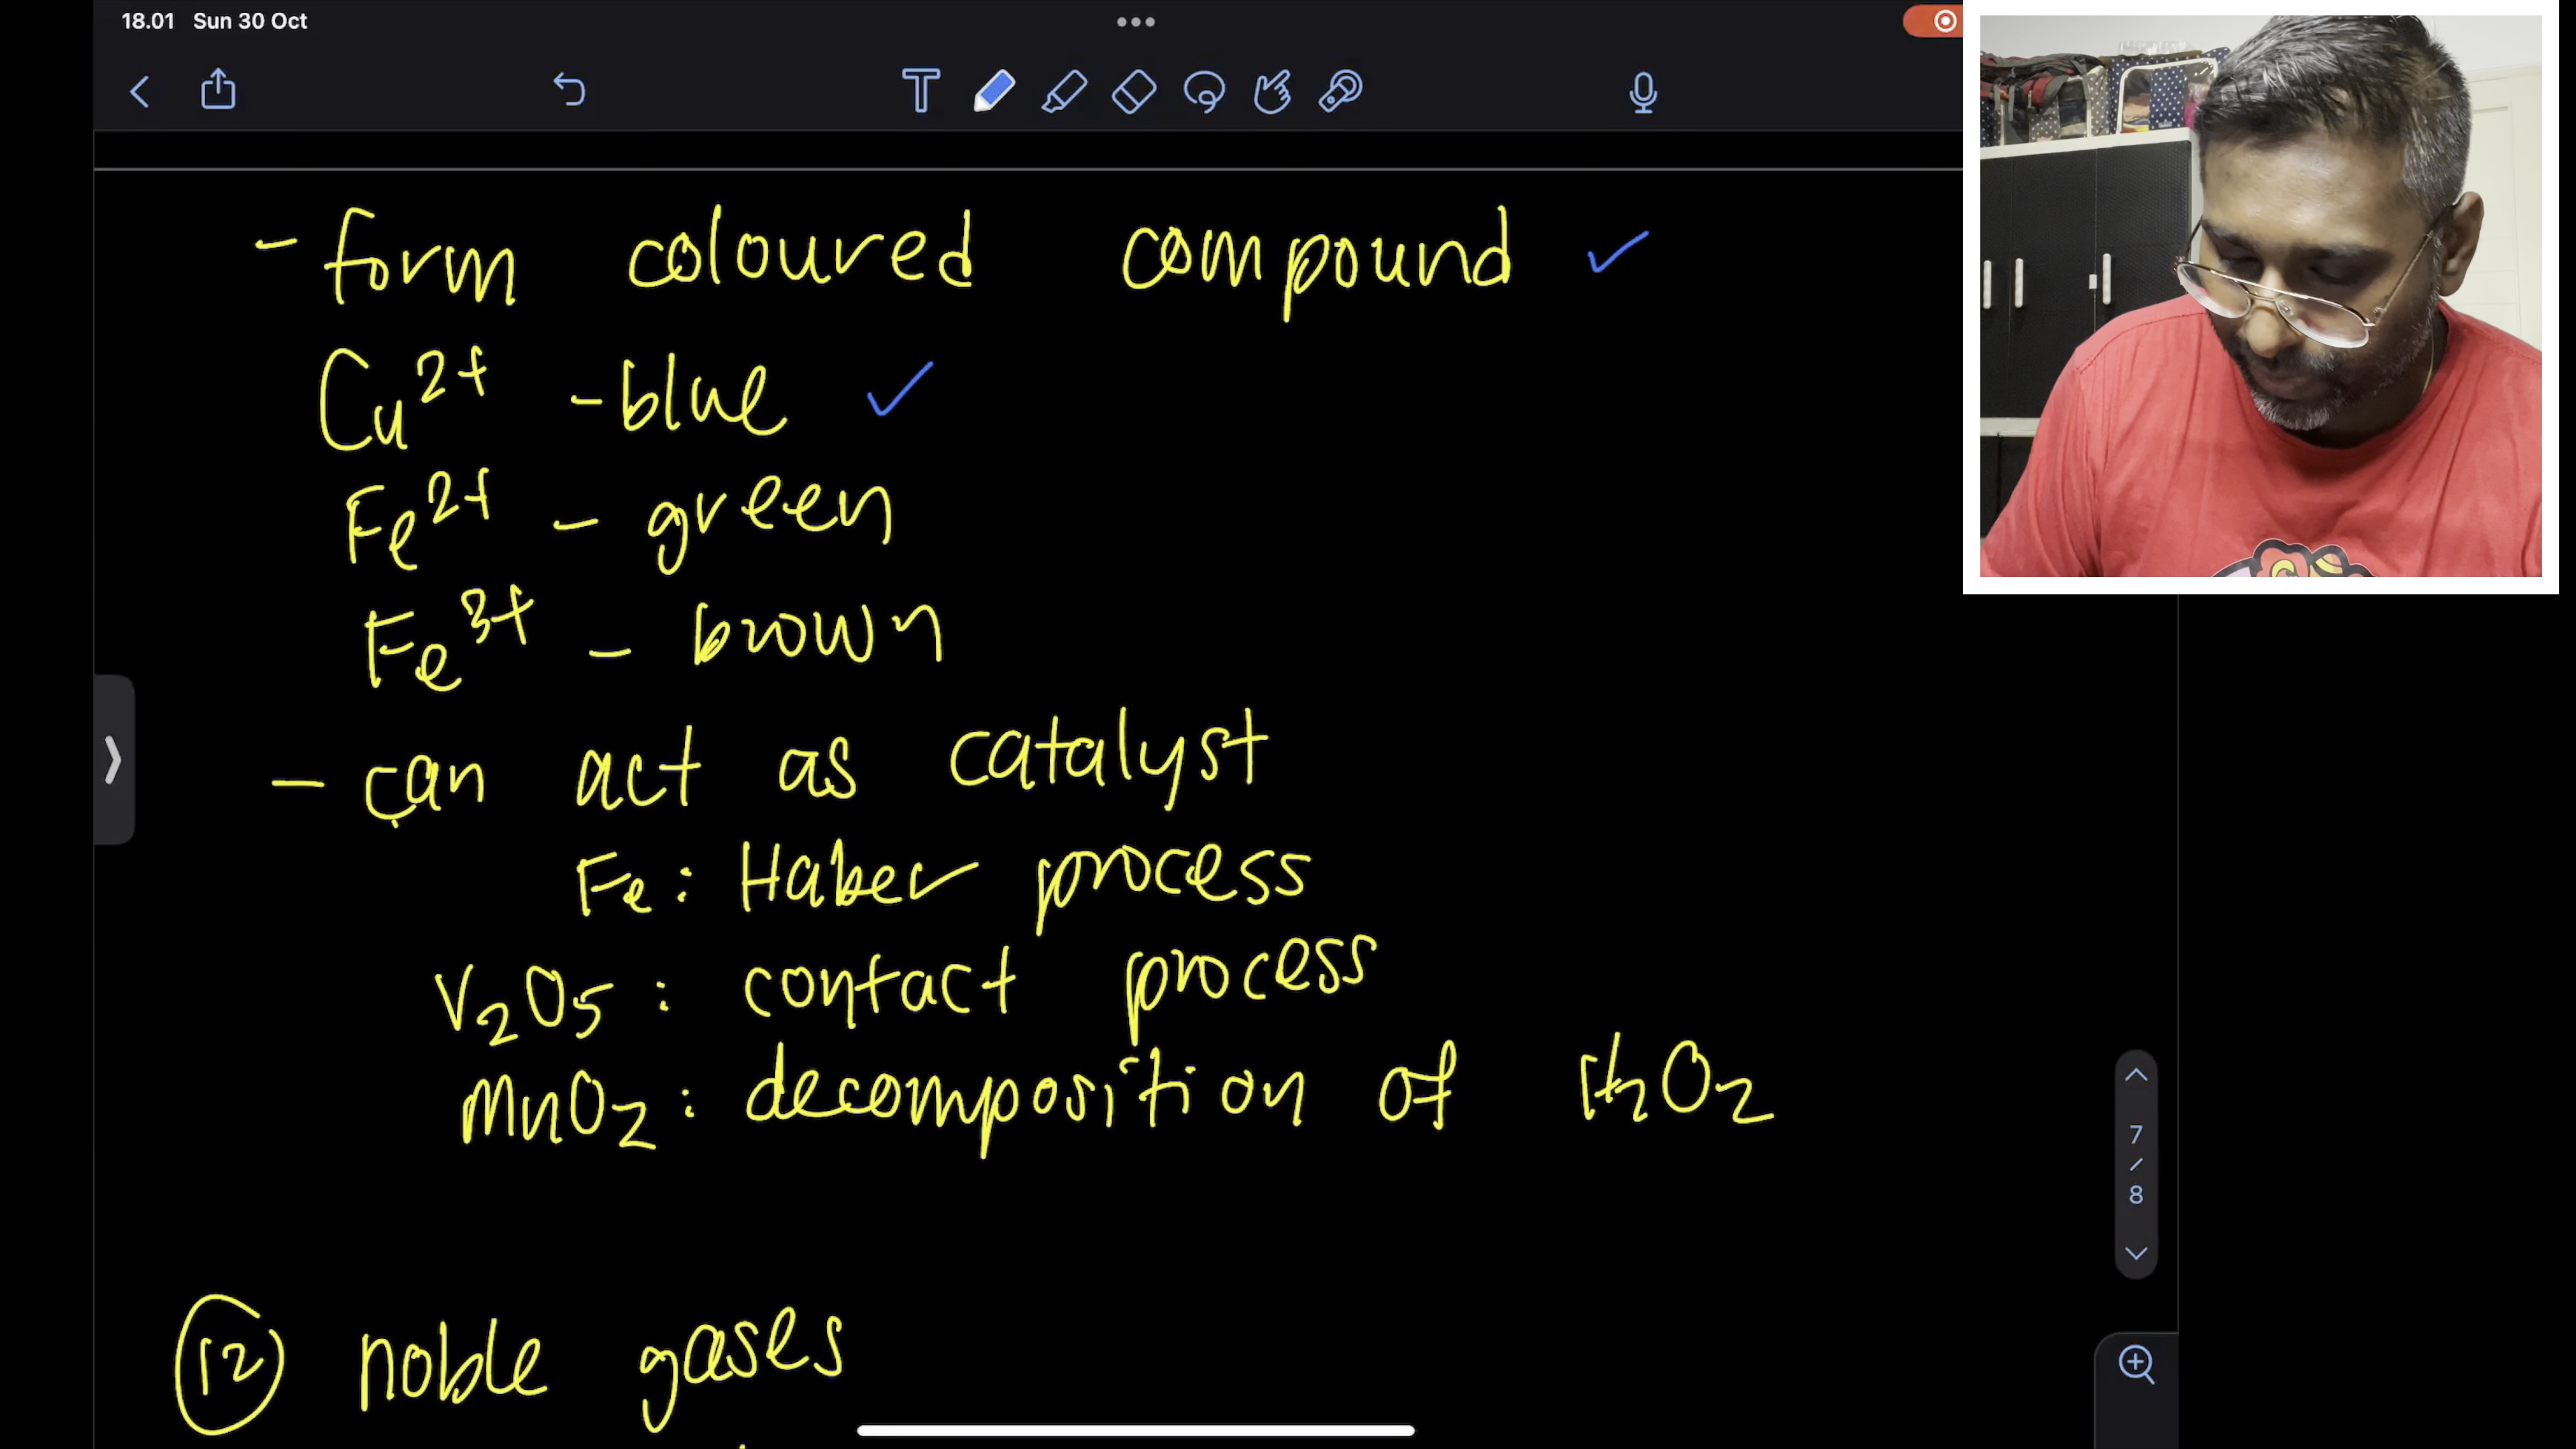 18.01 Sun 30 Oct
T
- form coloured compound ✓
Cu²⁺ - blue ✓
Fe²⁺ - green
Fe³⁺ - brown
- can act as catalyst
Fe : Haber process
V₂O₅ : contact process
MnO₂ : decomposition of H₂O₂
7
/
8
⑫ noble gases